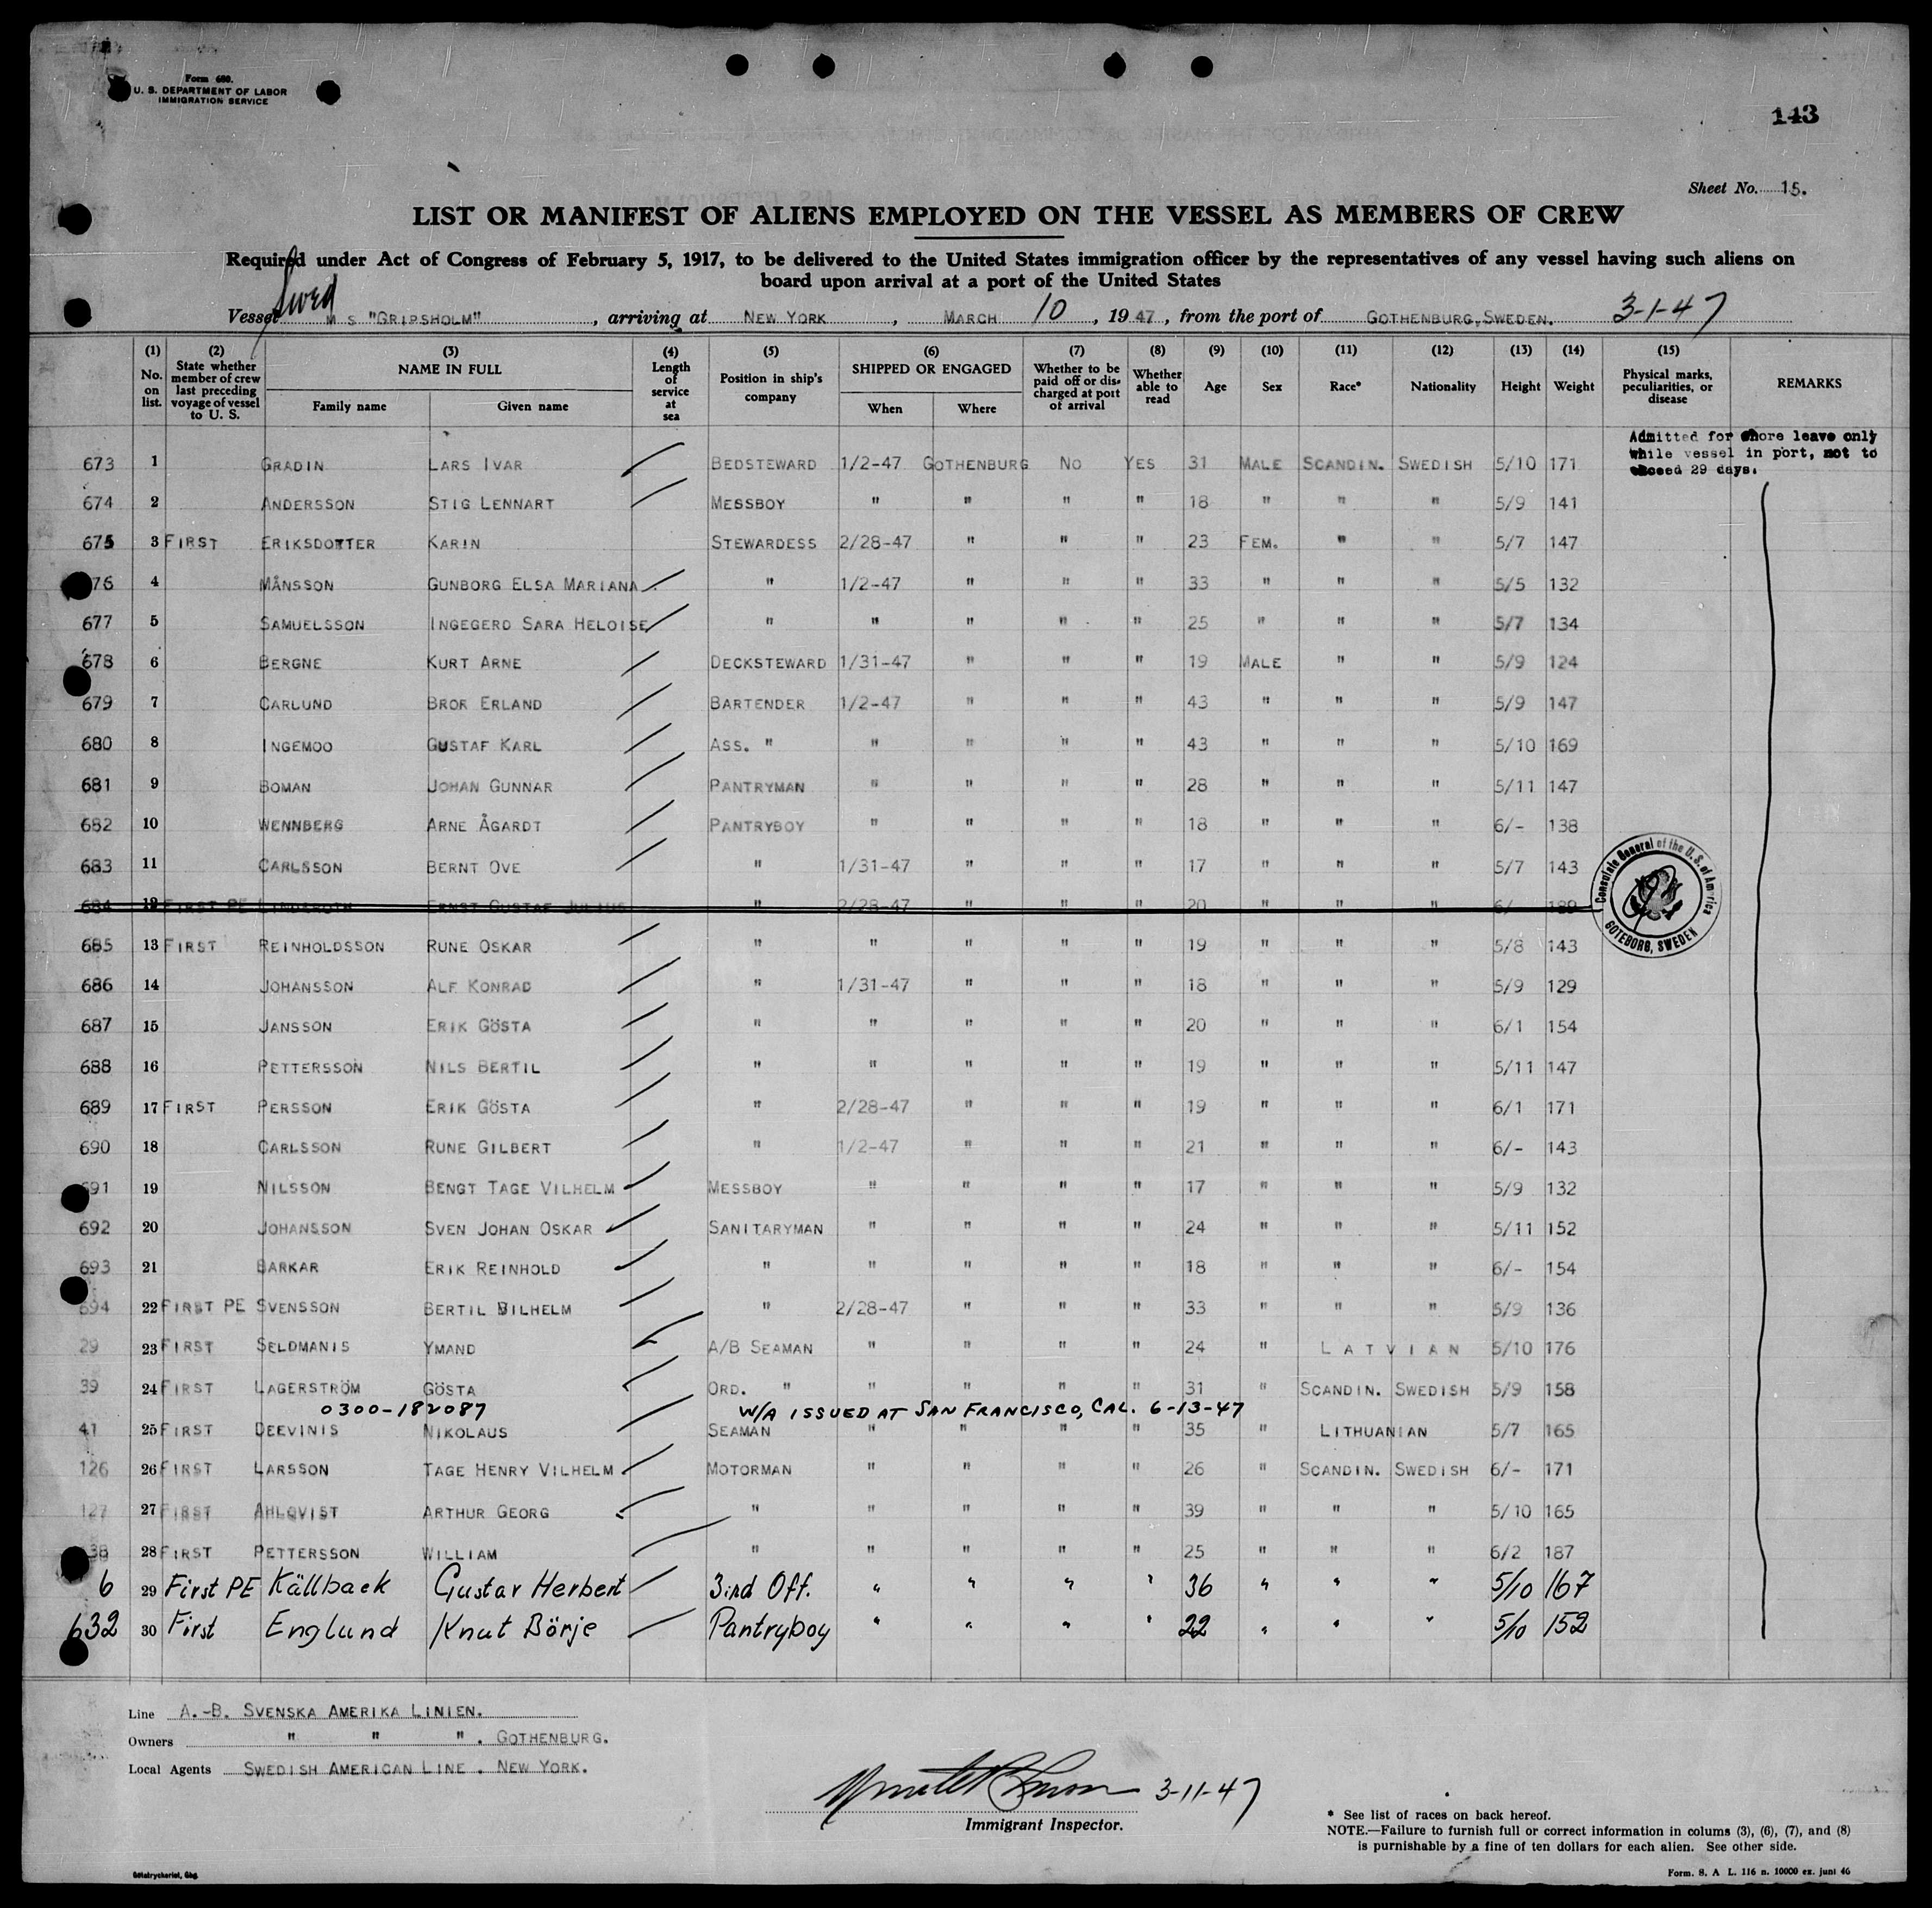 Form 680.
U. S. DEPARTMENT OF LABOR
IMMIGRATION SERVICE
143
Sheet No. 15.
LIST OR MANIFEST OF ALIENS EMPLOYED ON THE VESSEL AS MEMBERS OF CREW
Required under Act of Congress of February 5, 1917, to be delivered to the United States immigration officer by the representatives of any vessel having such aliens on
board upon arrival at a port of the United States
Swed
Vessel M S "GRIPSHOLM", arriving at NEW YORK, MARCH 10, 1947, from the port of GOTHENBURG, SWEDEN. 3-1-47
(1) No. on list. (2) State whether member of crew last preceding voyage of vessel to U. S. (3) NAME IN FULL Family name Given name (4) Length of service at sea (5) Position in ship's company (6) SHIPPED OR ENGAGED When Where (7) Whether to be paid off or discharged at port of arrival (8) Whether able to read (9) Age (10) Sex (11) Race* (12) Nationality (13) Height (14) Weight (15) Physical marks, peculiarities, or disease REMARKS
Admitted for shore leave only
while vessel in port, not to
exceed 29 days.
673 1 GRADIN LARS IVAR BEDSTEWARD 1/2-47 GOTHENBURG NO YES 31 MALE SCANDIN. SWEDISH 5/10 171
674 2 ANDERSSON STIG LENNART MESSBOY " " " " 18 " " " 5/9 141
675 3 FIRST ERIKSDOTTER KARIN STEWARDESS 2/28-47 " " " 23 FEM. " " 5/7 147
76 4 MÅNSSON GUNBORG ELSA MARIANA " 1/2-47 " " " 33 " " " 5/5 132
677 5 SAMUELSSON INGEGERD SARA HELOISE " " " " " 25 " " " 5/7 134
678 6 BERGNE KURT ARNE DECKSTEWARD 1/31-47 " " " 19 MALE " " 5/9 124
679 7 CARLUND BROR ERLAND BARTENDER 1/2-47 " " " 43 " " " 5/9 147
680 8 INGEMOO GUSTAF KARL ASS. " " " " " 43 " " " 5/10 169
681 9 BOMAN JOHAN GUNNAR PANTRYMAN " " " " 28 " " " 5/11 147
682 10 WENNBERG ARNE ÅGARDT PANTRYBOY " " " " 18 " " " 6/- 138
683 11 CARLSSON BERNT OVE " 1/31-47 " " " 17 " " " 5/7 143
684 12 FIRST PE LINDEROTH ERNST GUSTAF JULIUS " 2/28-47 " " " 20 " " " 6/ 189
Consulate General of the U.S. of America
GÖTEBORG, SWEDEN
685 13 FIRST REINHOLDSSON RUNE OSKAR " " " " " 19 " " " 5/8 143
686 14 JOHANSSON ALF KONRAD " 1/31-47 " " " 18 " " " 5/9 129
687 15 JANSSON ERIK GÖSTA " " " " " 20 " " " 6/1 154
688 16 PETTERSSON NILS BERTIL " " " " " 19 " " " 5/11 147
689 17 FIRST PERSSON ERIK GÖSTA " 2/28-47 " " " 19 " " " 6/1 171
690 18 CARLSSON RUNE GILBERT " 1/2-47 " " " 21 " " " 6/- 143
691 19 NILSSON BENGT TAGE VILHELM MESSBOY " " " " 17 " " " 5/9 132
692 20 JOHANSSON SVEN JOHAN OSKAR SANITARYMAN " " " " 24 " " " 5/11 152
693 21 BARKAR ERIK REINHOLD " " " " " 18 " " " 6/- 154
694 22 FIRST PE SVENSSON BERTIL BILHELM " 2/28-47 " " " 33 " " " 5/9 136
29 23 FIRST SELDMANIS YMAND A/B SEAMAN " " " " 24 " LATVIAN 5/10 176
39 24 FIRST LAGERSTRÖM GÖSTA ORD. " " " " " 31 " SCANDIN. SWEDISH 5/9 158
0300-182087 W/A ISSUED AT SAN FRANCISCO, CAL. 6-13-47
41 25 FIRST DEEVINIS NIKOLAUS SEAMAN " " " " 35 " LITHUANIAN 5/7 165
126 26 FIRST LARSSON TAGE HENRY VILHELM MOTORMAN " " " " 26 " SCANDIN. SWEDISH 6/- 171
127 27 FIRST AHLQVIST ARTHUR GEORG " " " " " 39 " " " 5/10 165
138 28 FIRST PETTERSSON WILLIAM " " " " " 25 " " " 6/2 187
6 29 First PE Källback Gustav Herbert 3:rd Off. " " " " 36 " " " 5/10 167
632 30 First Englund Knut Börje Pantryboy " " " " 22 " " " 5/10 152
Line A.-B. SVENSKA AMERIKA LINIEN.
Owners " " ". GOTHENBURG.
Local Agents SWEDISH AMERICAN LINE. NEW YORK.
3-11-47
Immigrant Inspector.
* See list of races on back hereof.
NOTE.—Failure to furnish full or correct information in colums (3), (6), (7), and (8)
is purnishable by a fine of ten dollars for each alien. See other side.
Götatryckeriet, Gbg.
Form. S. A L. 116 n. 10000 ex. juni 46